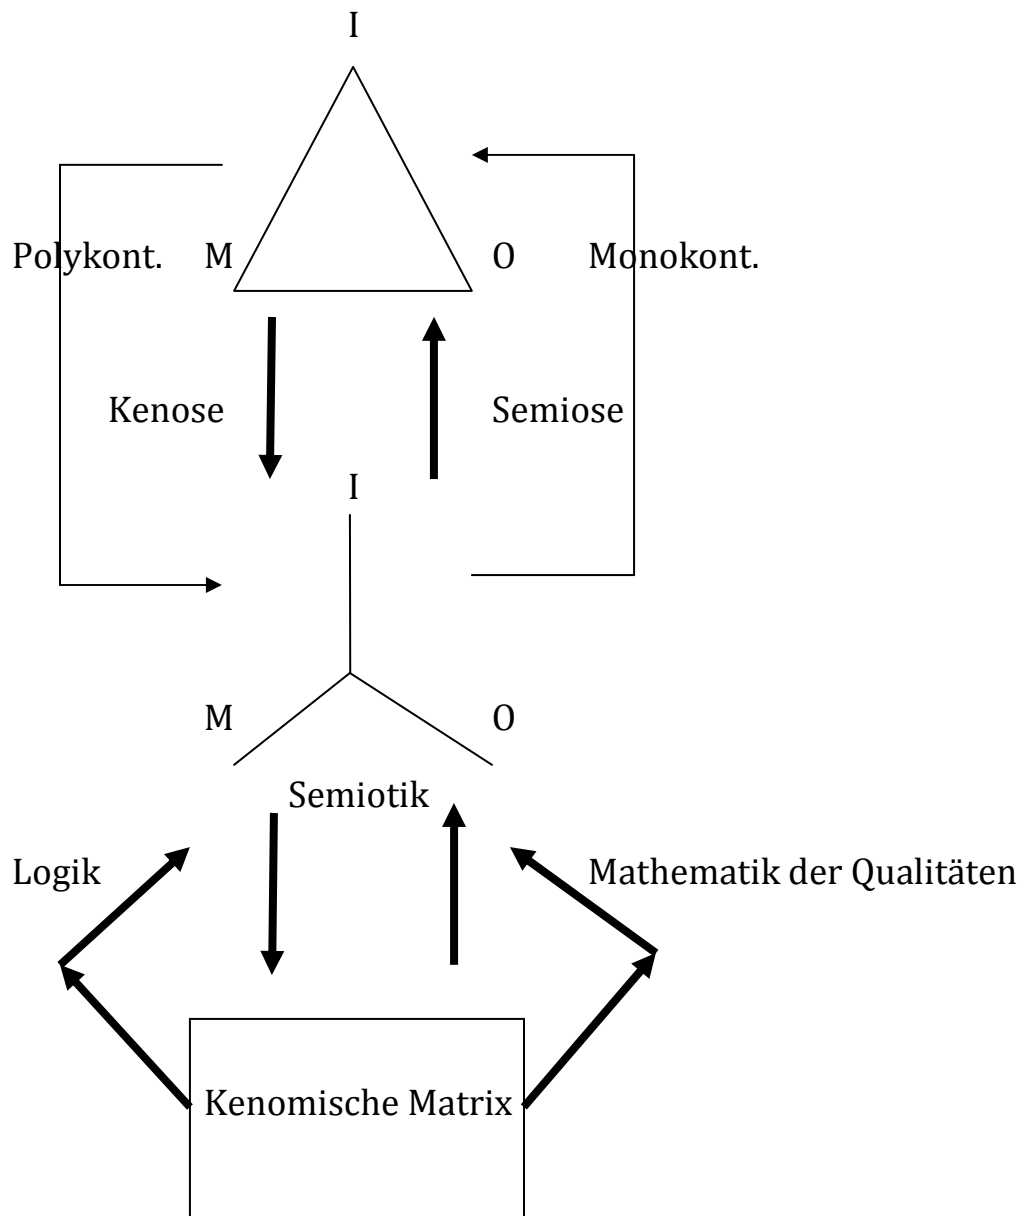 I
Polykont. M O Monokont.
Kenose Semiose
I
M O
Semiotik
Logik Mathematik der Qualitäten
Kenomische Matrix